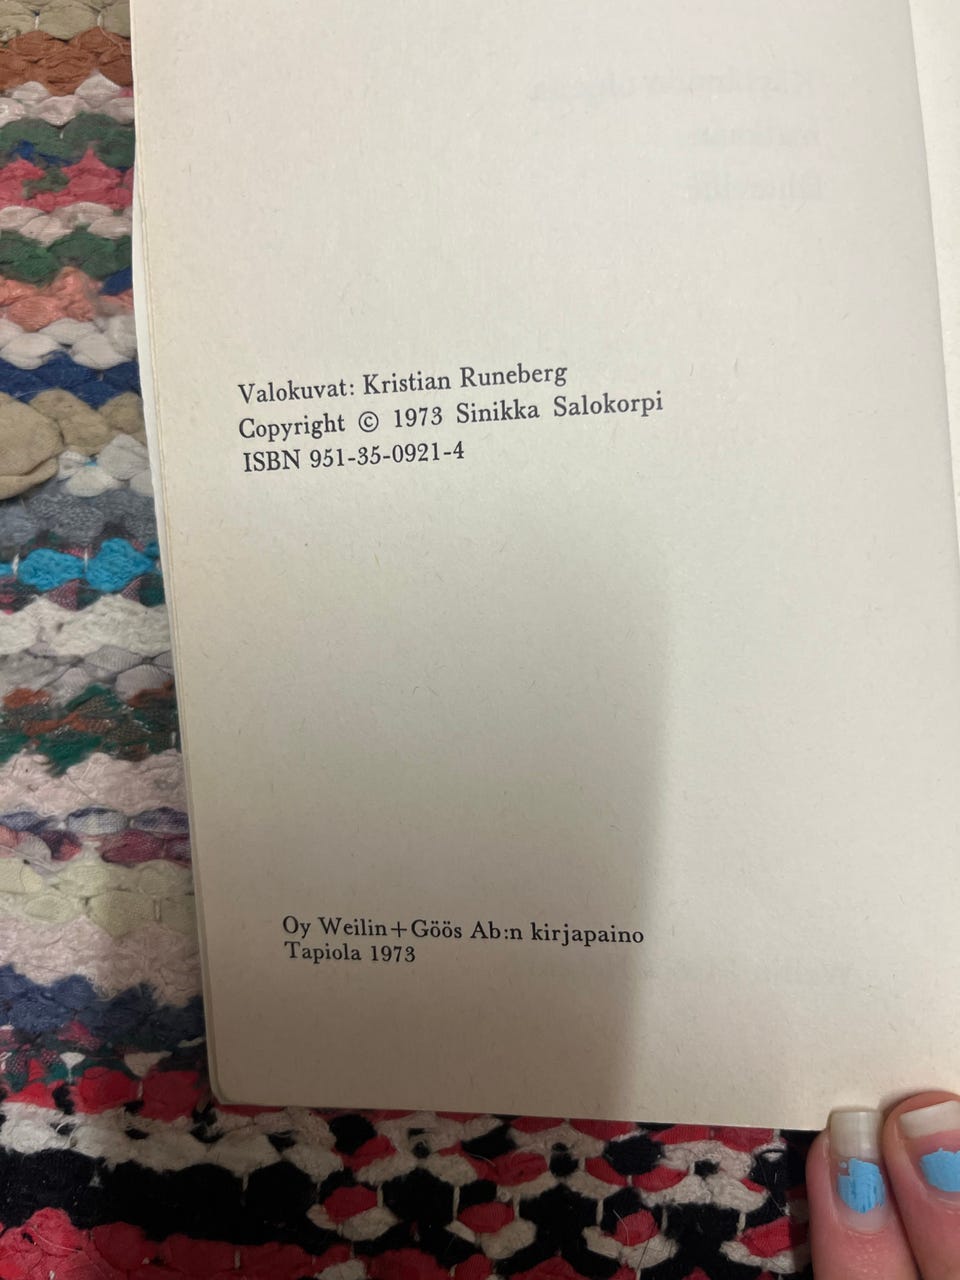 Valokuvat: Kristian Runeberg
Copyright © 1973 Sinikka Salokorpi
ISBN 951-35-0921-4
Oy Weilin+Göös Ab:n kirjapaino
Tapiola 1973